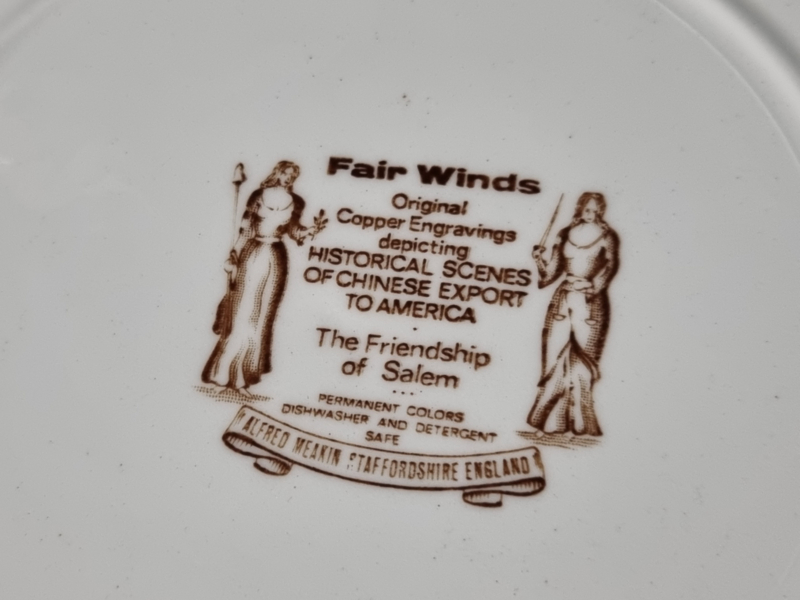 Fair Winds
Original
Copper Engravings
depicting
HISTORICAL SCENES
OF CHINESE EXPORT
TO AMERICA
The Friendship
of Salem
PERMANENT COLORS
DISHWASHER AND DETERGENT
SAFE
ALFRED MEAKIN STAFFORDSHIRE ENGLAND